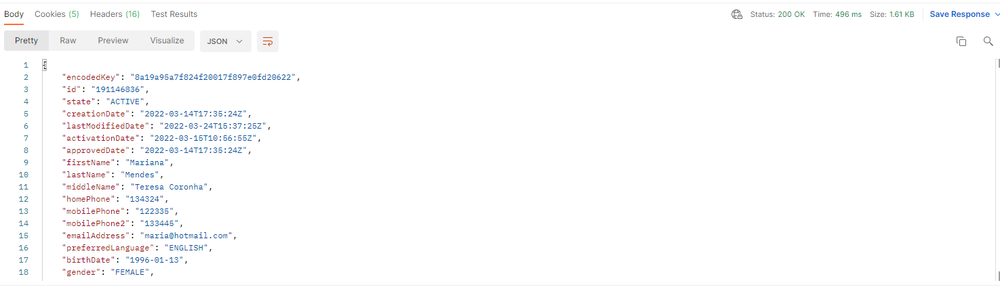 Body Cookies (5) Headers (16) Test Results Status: 200 OK Time: 496 ms Size: 1.61 KB Save Response
Pretty Raw Preview Visualize JSON
1 {
2 "encodedKey": "8a19a95a7f824f20017f897e0fd20622",
3 "id": "191146836",
4 "state": "ACTIVE",
5 "creationDate": "2022-03-14T17:35:24Z",
6 "lastModifiedDate": "2022-03-24T15:37:25Z",
7 "activationDate": "2022-03-15T10:56:55Z",
8 "approvedDate": "2022-03-14T17:35:24Z",
9 "firstName": "Mariana",
10 "lastName": "Mendes",
11 "middleName": "Teresa Coronha",
12 "homePhone": "134324",
13 "mobilePhone": "122335",
14 "mobilePhone2": "133445",
15 "emailAddress": "maria@hotmail.com",
16 "preferredLanguage": "ENGLISH",
17 "birthDate": "1996-01-13",
18 "gender": "FEMALE",